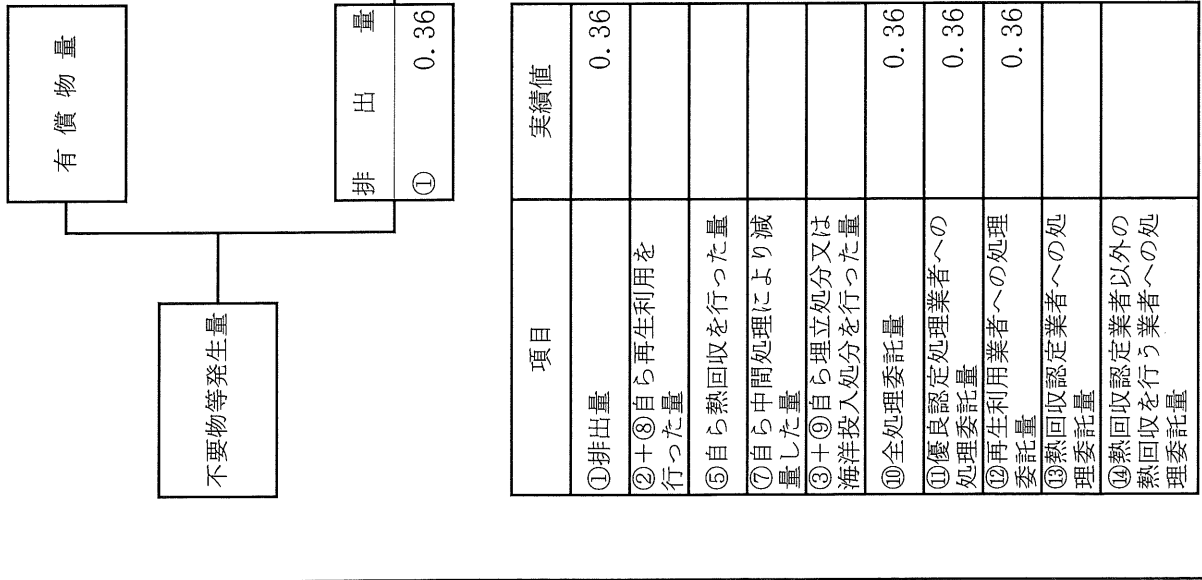 有償物量
不要物等発生量
排出量
① 0.36
項目 実績値
①排出量 0.36
②+⑧自ら再生利用を
行った量
⑤自ら熱回収を行った量
⑦自ら中間処理により減
量した量
③+⑨自ら埋立処分又は
海洋投入処分を行った量
⑩全処理委託量 0.36
⑪優良認定処理業者への
処理委託量 0.36
⑫再生利用業者への処理
委託量 0.36
⑬熱回収認定業者への処
理委託量
⑭熱回収認定業者以外の
熱回収を行う業者への処
理委託量